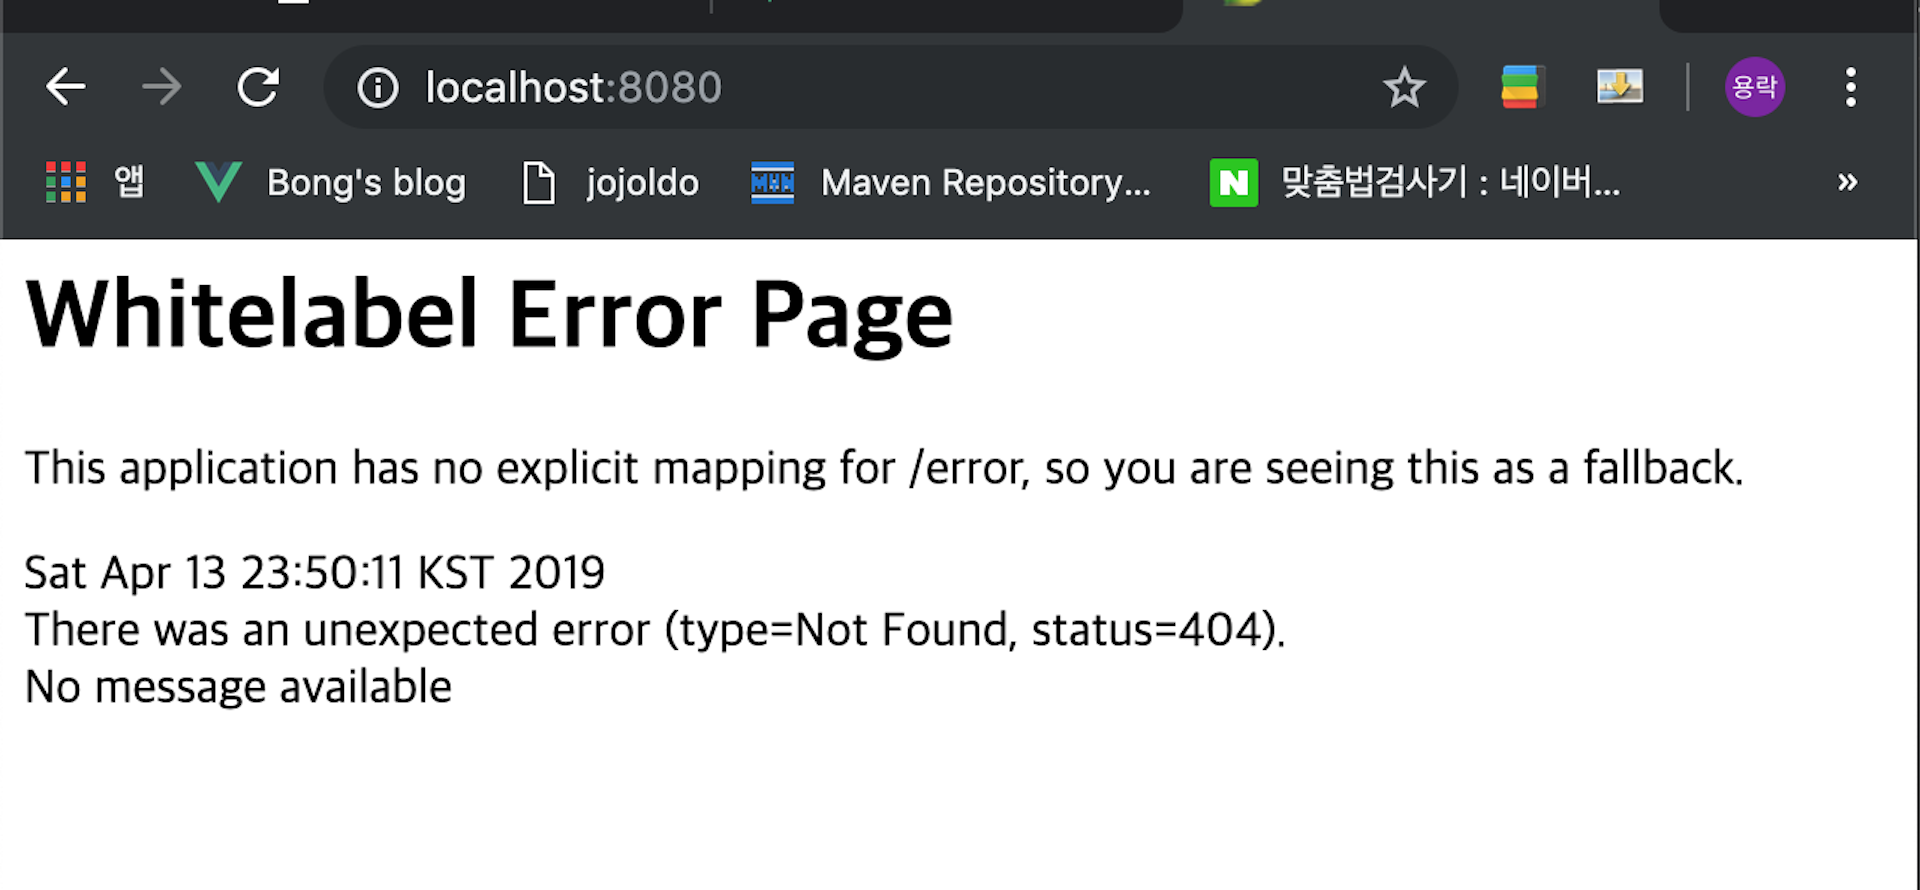 localhost:8080
용락
앱 Bong's blog jojoldo Maven Repository... 맞춤법검사기 : 네이버... »
Whitelabel Error Page
This application has no explicit mapping for /error, so you are seeing this as a fallback.
Sat Apr 13 23:50:11 KST 2019
There was an unexpected error (type=Not Found, status=404).
No message available